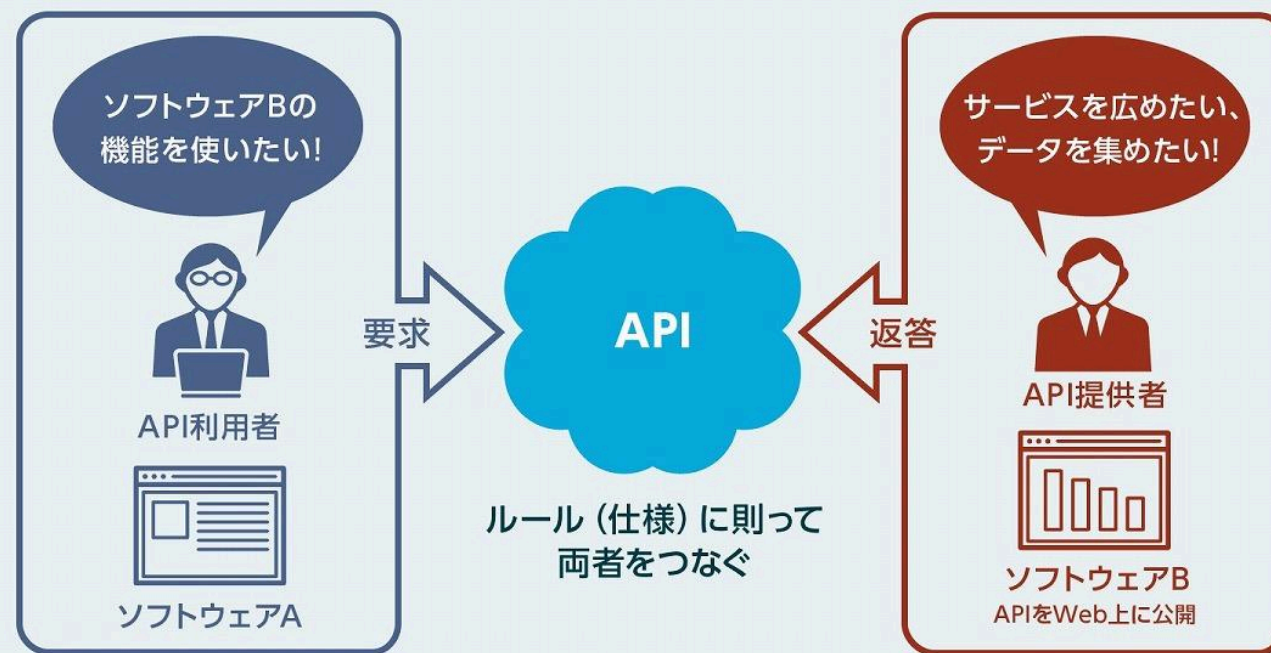 ソフトウェアBの
機能を使いたい!
API利用者
ソフトウェアA
要求
API
ルール（仕様）に則って
両者をつなぐ
返答
サービスを広めたい、
データを集めたい!
API提供者
ソフトウェアB
APIをWeb上に公開